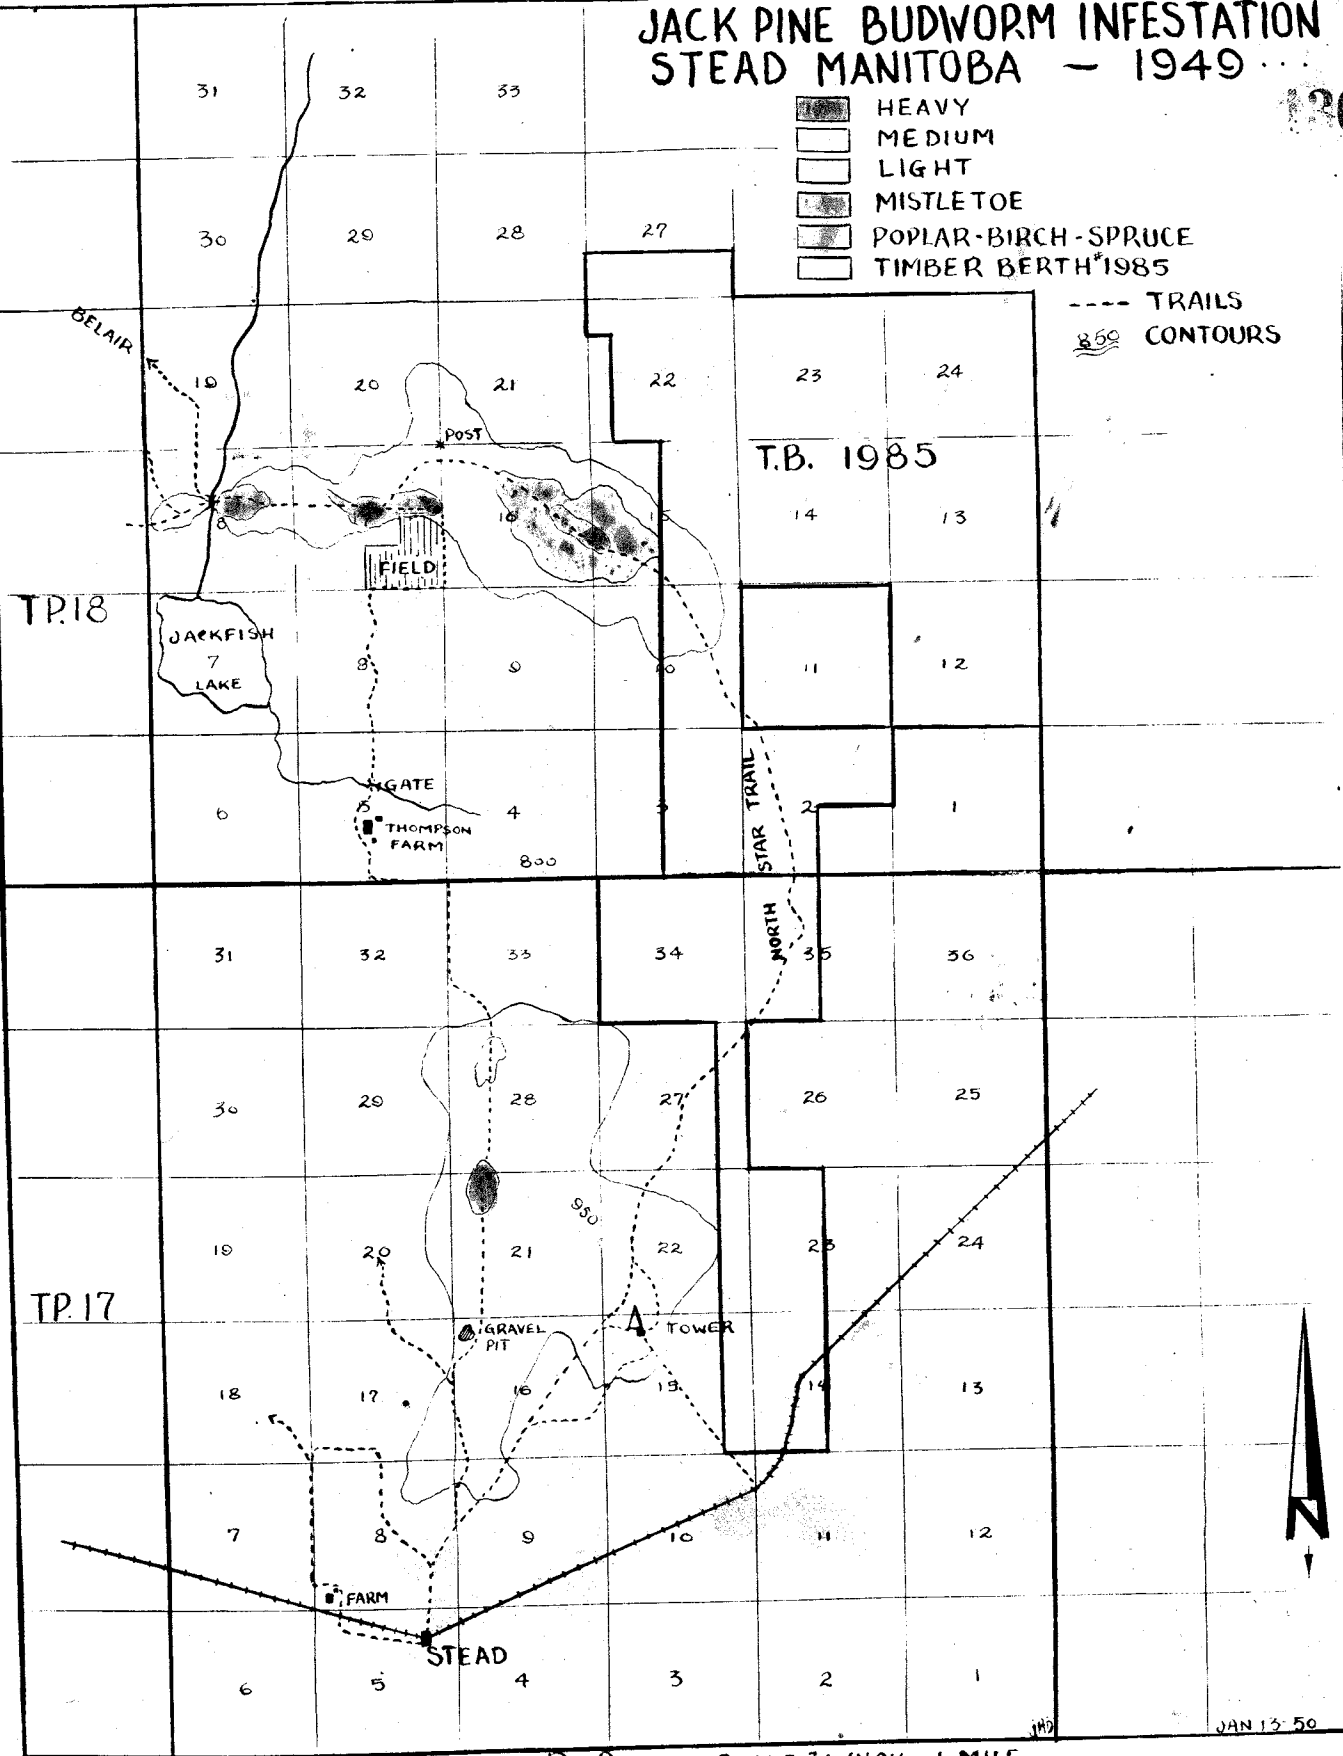 JACK PINE BUDWORM INFESTATION
STEAD MANITOBA — 1949
HEAVY
MEDIUM
LIGHT
MISTLETOE
POPLAR-BIRCH-SPRUCE
TIMBER BERTH #1985
---- TRAILS
850 CONTOURS
31 32 33
30 29 28 27
BELAIR
19 20 21 22 23 24
POST
T.B. 1985
8 16 15 14 13
FIELD
TP.18
JACKFISH
7
LAKE
8 9 10 11 12
GATE
6 5 4 3 2 1
THOMPSON
FARM
800
NORTH STAR TRAIL
31 32 33 34 35 36
30 29 28 27 26 25
950
19 20 21 22 23 24
TP.17
GRAVEL
PIT
TOWER
18 17 16 15 14 13
N
7 8 9 10 11 12
FARM
STEAD
6 5 4 3 2 1
JHD
JAN 13-50
1 MILE